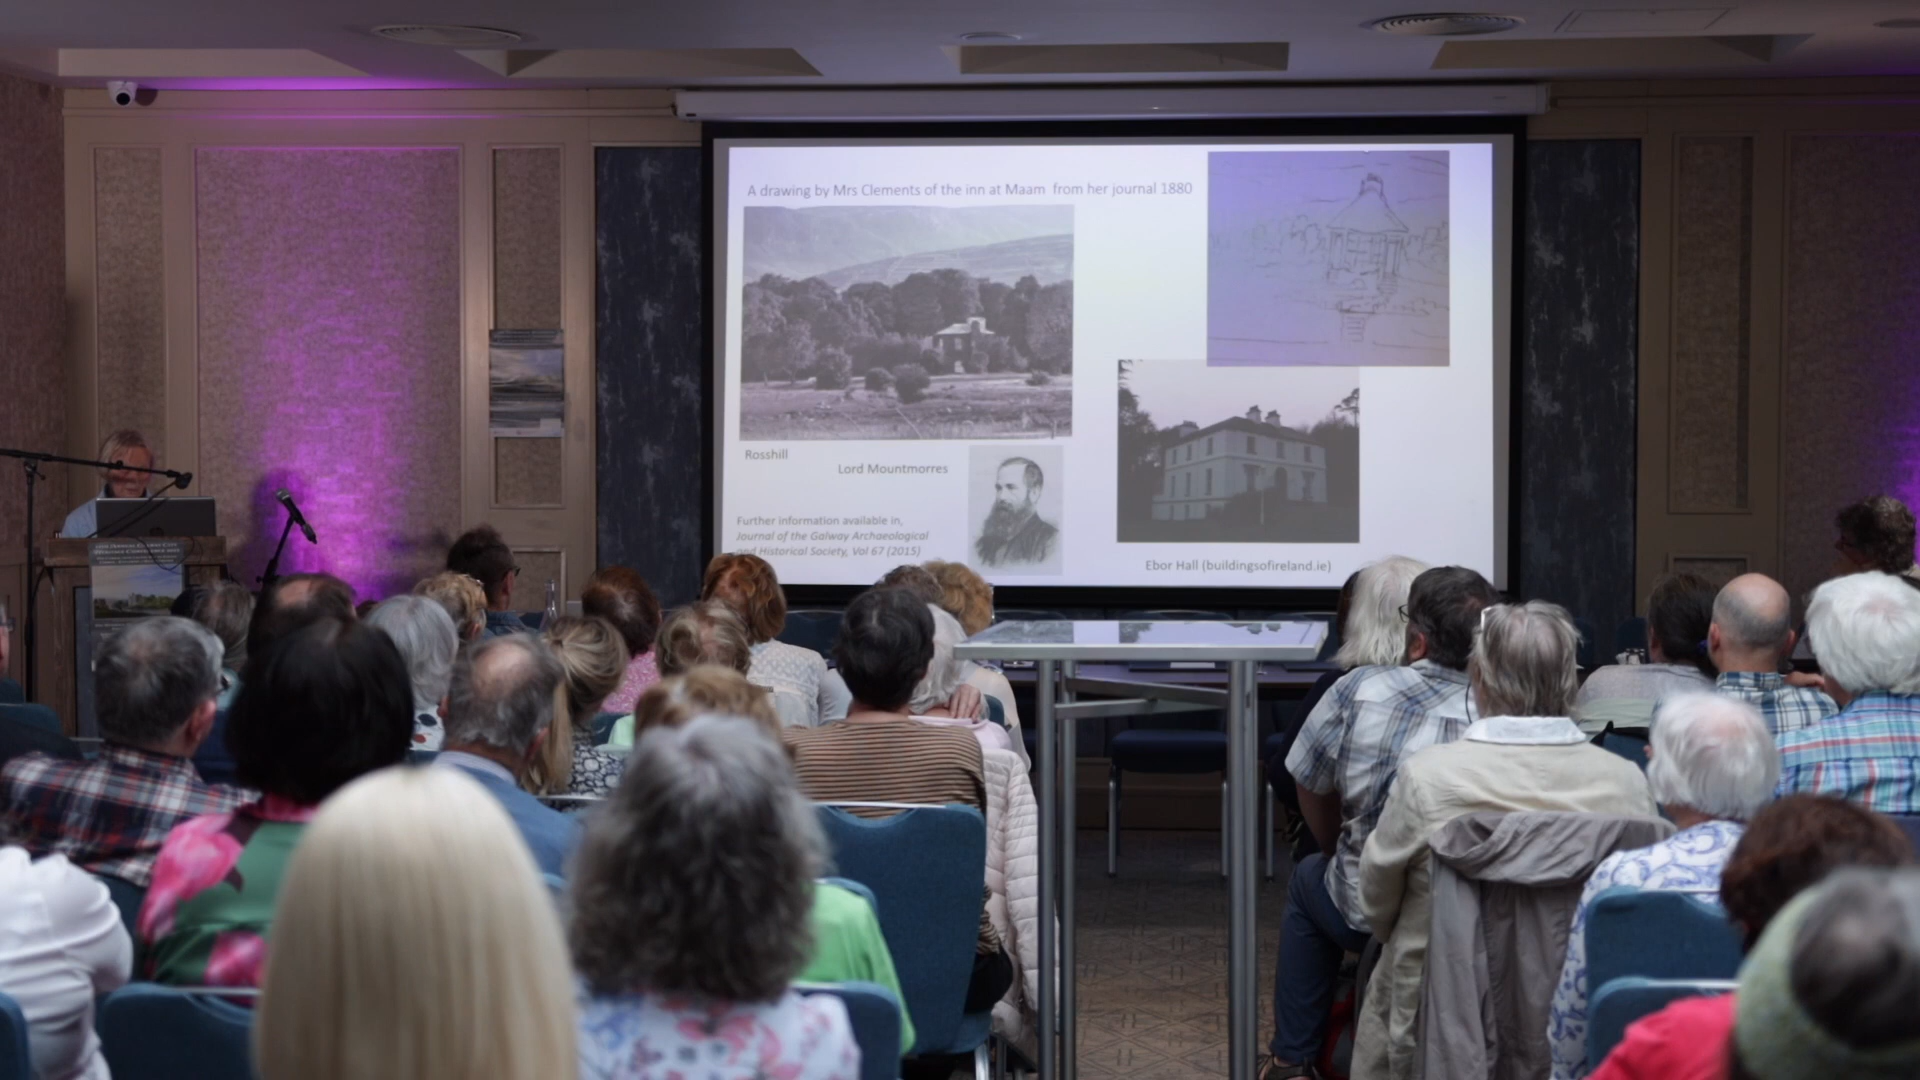 A drawing by Mrs Clements of the inn at Maam from her journal 1880
Rosshill
Lord Mountmorres
Further information available in,
Journal of the Galway Archaeological
and Historical Society, Vol 67 (2015)
Ebor Hall (buildingsofireland.ie)